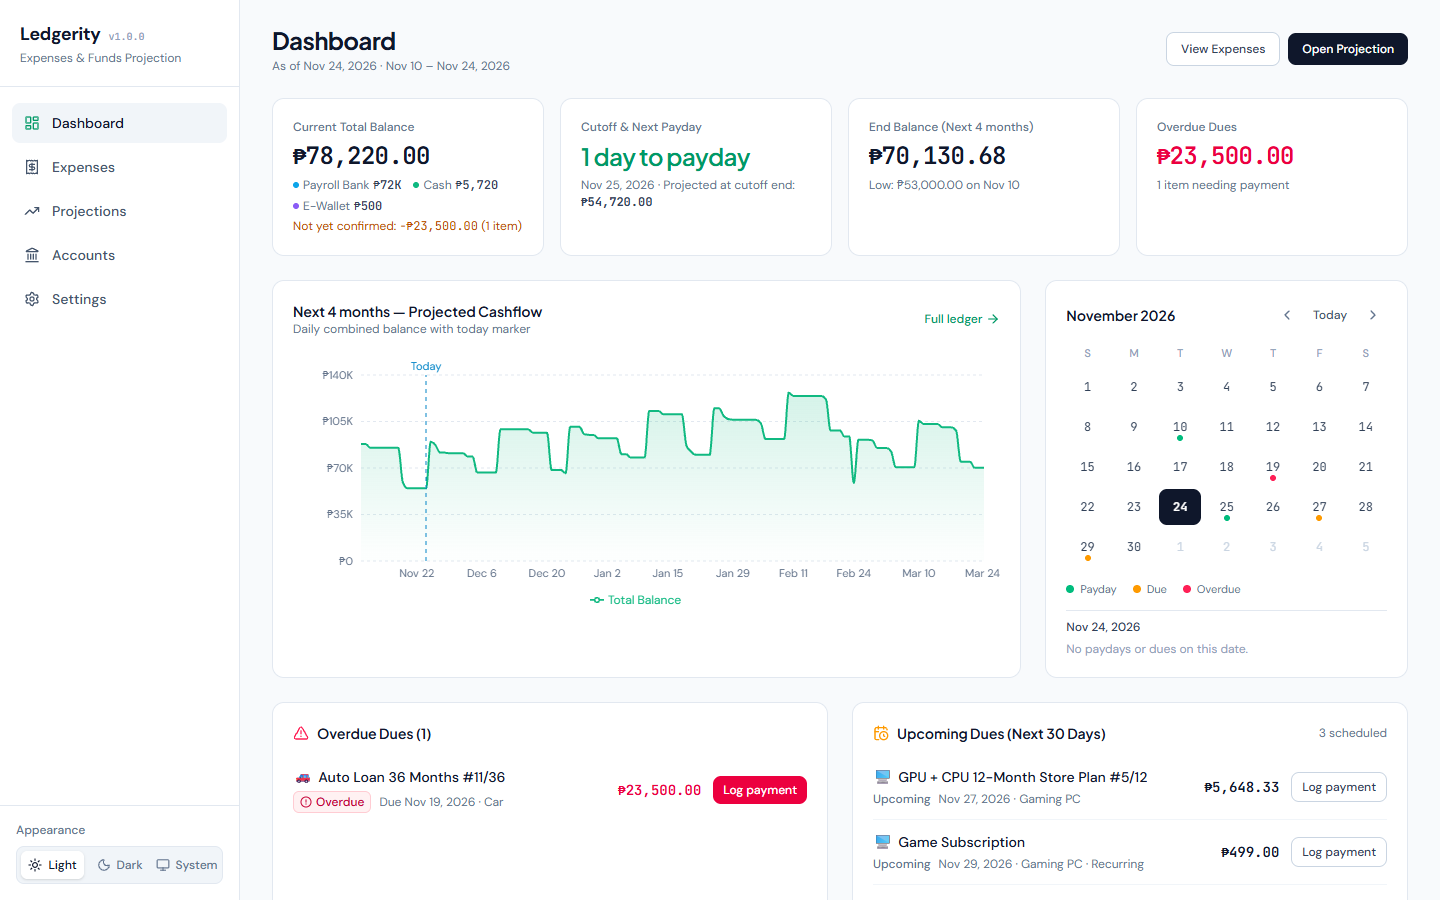 Ledgerity v1.0.0
Expenses & Funds Projection
Dashboard
Expenses
Projections
Accounts
Settings
Appearance
Light
Dark
System
Dashboard
As of Nov 24, 2026 · Nov 10 – Nov 24, 2026
View Expenses
Open Projection
Current Total Balance
₱78,220.00
Payroll Bank ₱72K Cash ₱5,720
E-Wallet ₱500
Not yet confirmed: -₱23,500.00 (1 item)
Cutoff & Next Payday
1 day to payday
Nov 25, 2026 · Projected at cutoff end:
₱54,720.00
End Balance (Next 4 months)
₱70,130.68
Low: ₱53,000.00 on Nov 10
Overdue Dues
₱23,500.00
1 item needing payment
Next 4 months — Projected Cashflow
Daily combined balance with today marker
Full ledger →
Today
₱140K
₱105K
₱70K
₱35K
₱0
Nov 22 Dec 6 Dec 20 Jan 2 Jan 15 Jan 29 Feb 11 Feb 24 Mar 10 Mar 24
Total Balance
November 2026
Today
S M T W T F S
1 2 3 4 5 6 7
8 9 10 11 12 13 14
15 16 17 18 19 20 21
22 23 24 25 26 27 28
29 30 1 2 3 4 5
Payday Due Overdue
Nov 24, 2026
No paydays or dues on this date.
Overdue Dues (1)
Auto Loan 36 Months #11/36
Overdue Due Nov 19, 2026 · Car
₱23,500.00
Log payment
Upcoming Dues (Next 30 Days)
3 scheduled
GPU + CPU 12-Month Store Plan #5/12
Upcoming Nov 27, 2026 · Gaming PC
₱5,648.33
Log payment
Game Subscription
Upcoming Nov 29, 2026 · Gaming PC · Recurring
₱499.00
Log payment